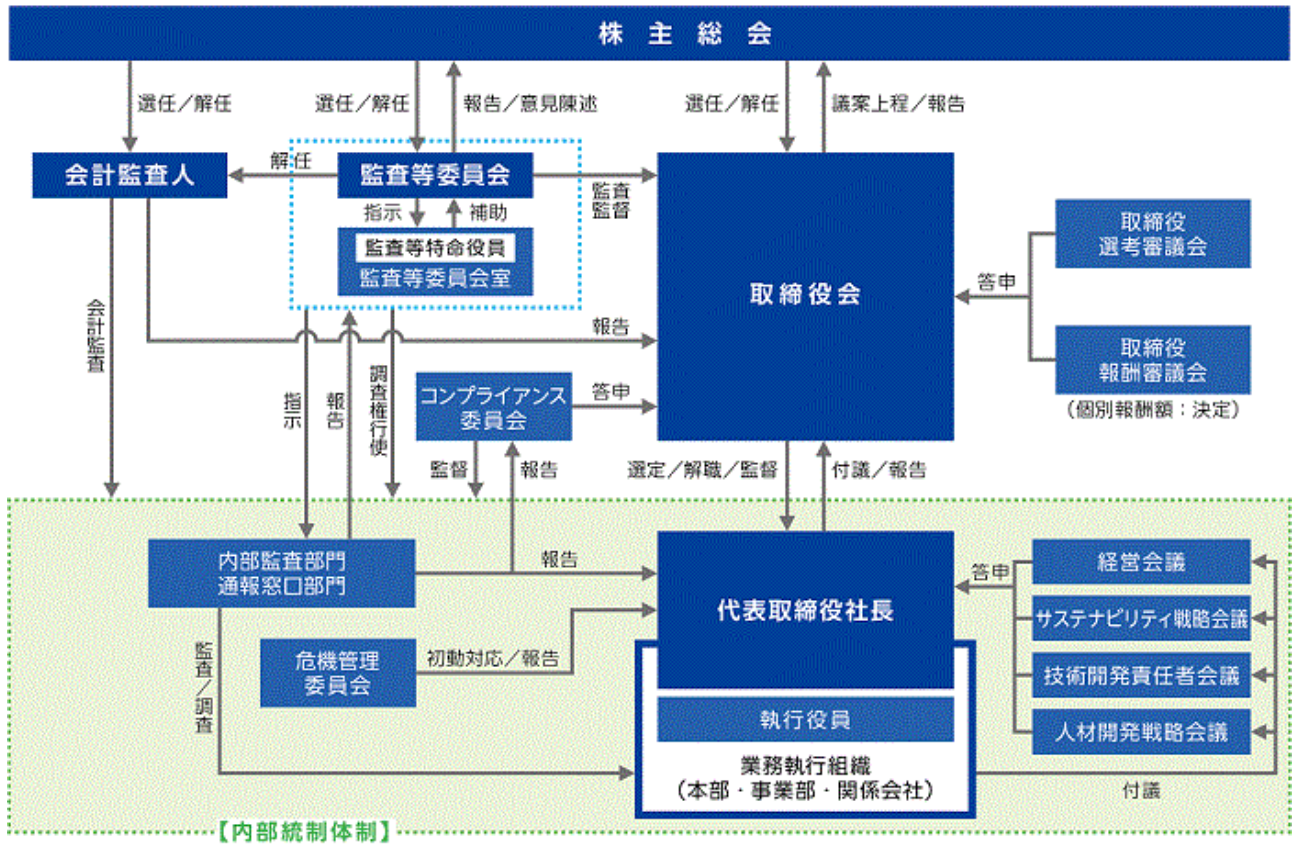 株主総会
選任／解任
選任／解任
報告／意見陳述
選任／解任
議案上程／報告
会計監査人
解任
監査等委員会
監査
監督
指示
補助
監査等特命役員
監査等委員会室
取締役会
取締役
選考審議会
答申
取締役
報酬審議会
（個別報酬額：決定）
会計監査
報告
指示
報告
調査権行使
コンプライアンス
委員会
答申
監督
報告
選定／解職／監督
付議／報告
内部監査部門
通報窓口部門
報告
代表取締役社長
答申
経営会議
サステナビリティ戦略会議
技術開発責任者会議
人材開発戦略会議
監査／調査
危機管理
委員会
初動対応／報告
執行役員
業務執行組織
（本部・事業部・関係会社）
付議
【内部統制体制】